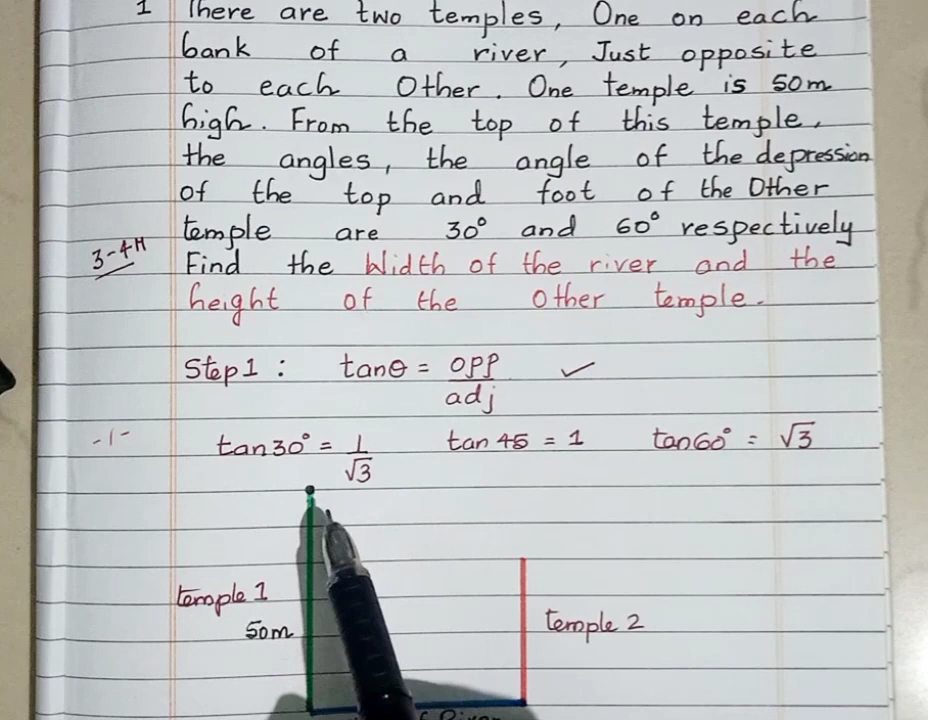 1 There are two temples, One on each
bank of a river, Just opposite
to each Other. One temple is 50m
high. From the top of this temple,
the angles, the angle of the depression
of the top and foot of the Other
temple are 30° and 60° respectively
3-4M
Find the Width of the river and the
height of the Other temple.
Step 1 : tanθ = opp/adj ✓
-1- tan30° = 1/√3 tan 45 = 1 tan60° = √3
temple 1
50m
temple 2